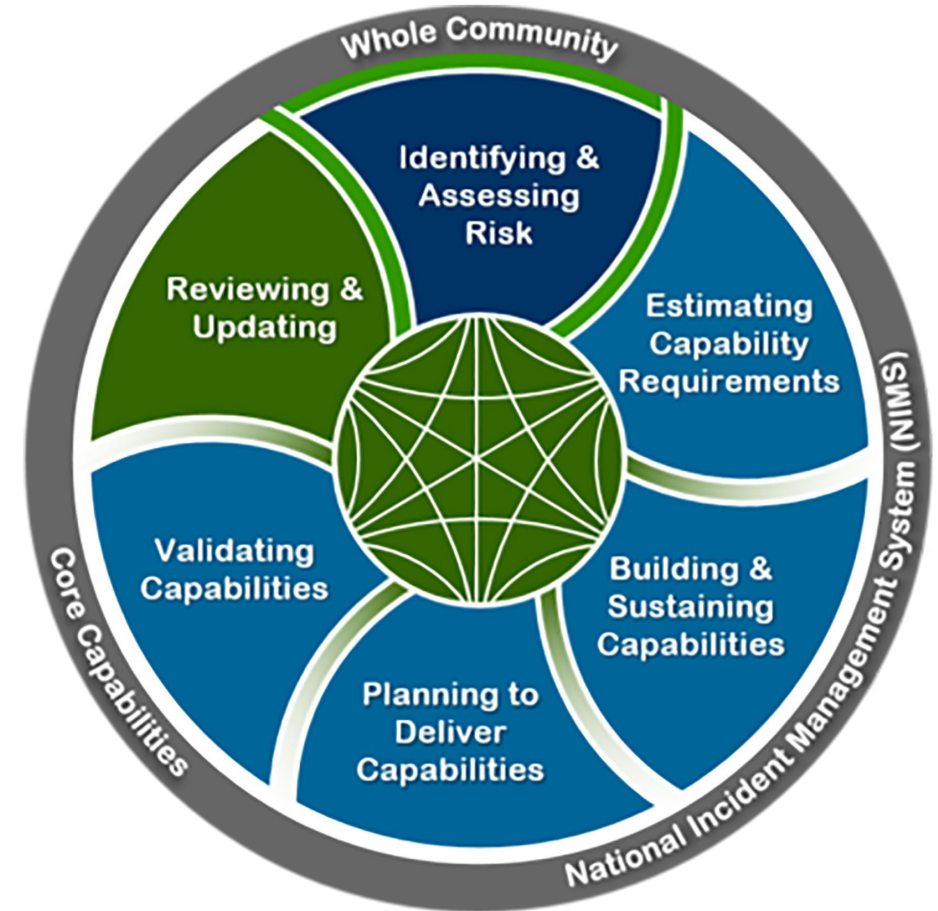 Whole Community
Identifying &
Assessing
Risk
Estimating
Capability
Requirements
Building &
Sustaining
Capabilities
Planning to
Deliver
Capabilities
Validating
Capabilities
Reviewing &
Updating
National Incident Management System (NIMS)
Core Capabilities